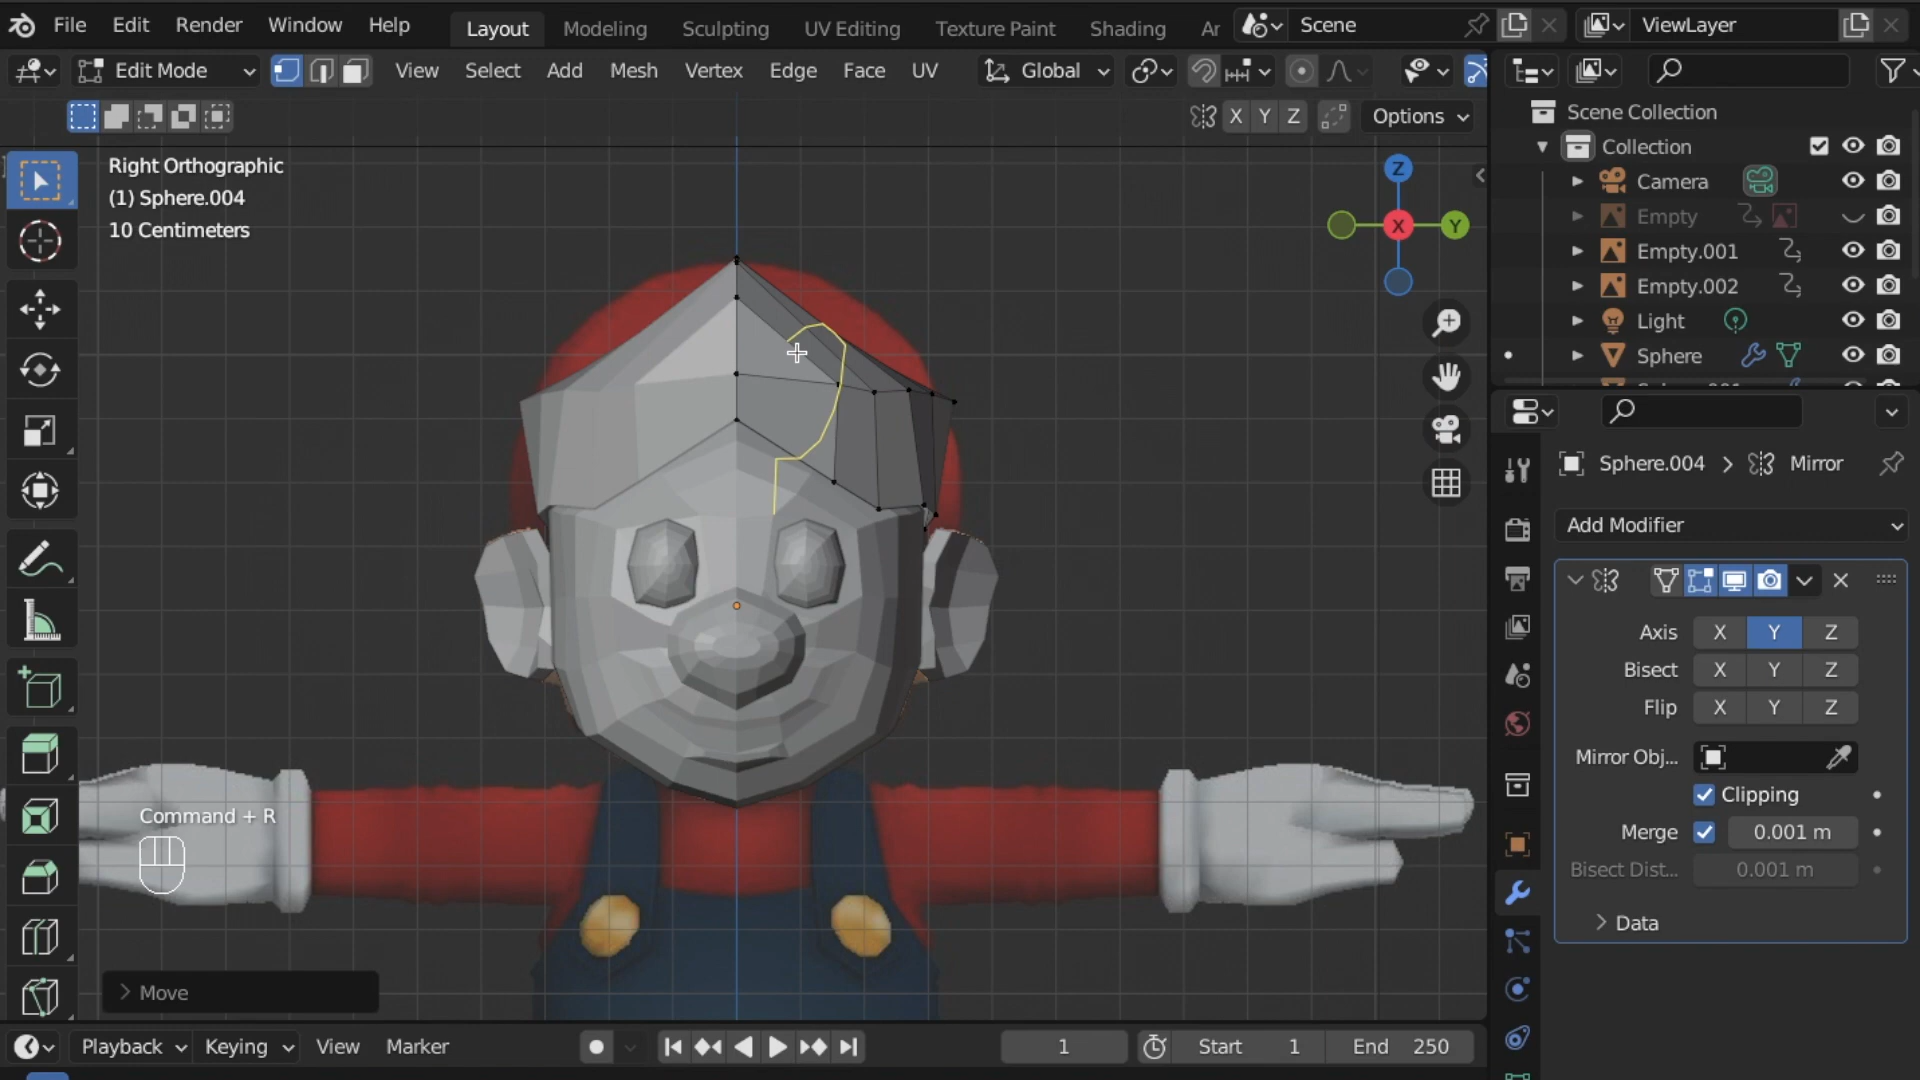 File Edit Render Window Help Layout Modeling Sculpting UV Editing Texture Paint Shading Ar Scene ViewLayer
Edit Mode View Select Add Mesh Vertex Edge Face UV Global
X Y Z Options
Right Orthographic
(1) Sphere.004
10 Centimeters
Z
X
Y
Scene Collection
Collection
Camera
Empty
Empty.001
Empty.002
Light
Sphere
Sphere.004 > Mirror
Add Modifier
Axis X Y Z
Bisect X Y Z
Flip X Y Z
Mirror Obj...
Clipping
Merge 0.001 m
Bisect Dist... 0.001 m
Data
Command + R
Move
Playback Keying View Marker 1 Start 1 End 250